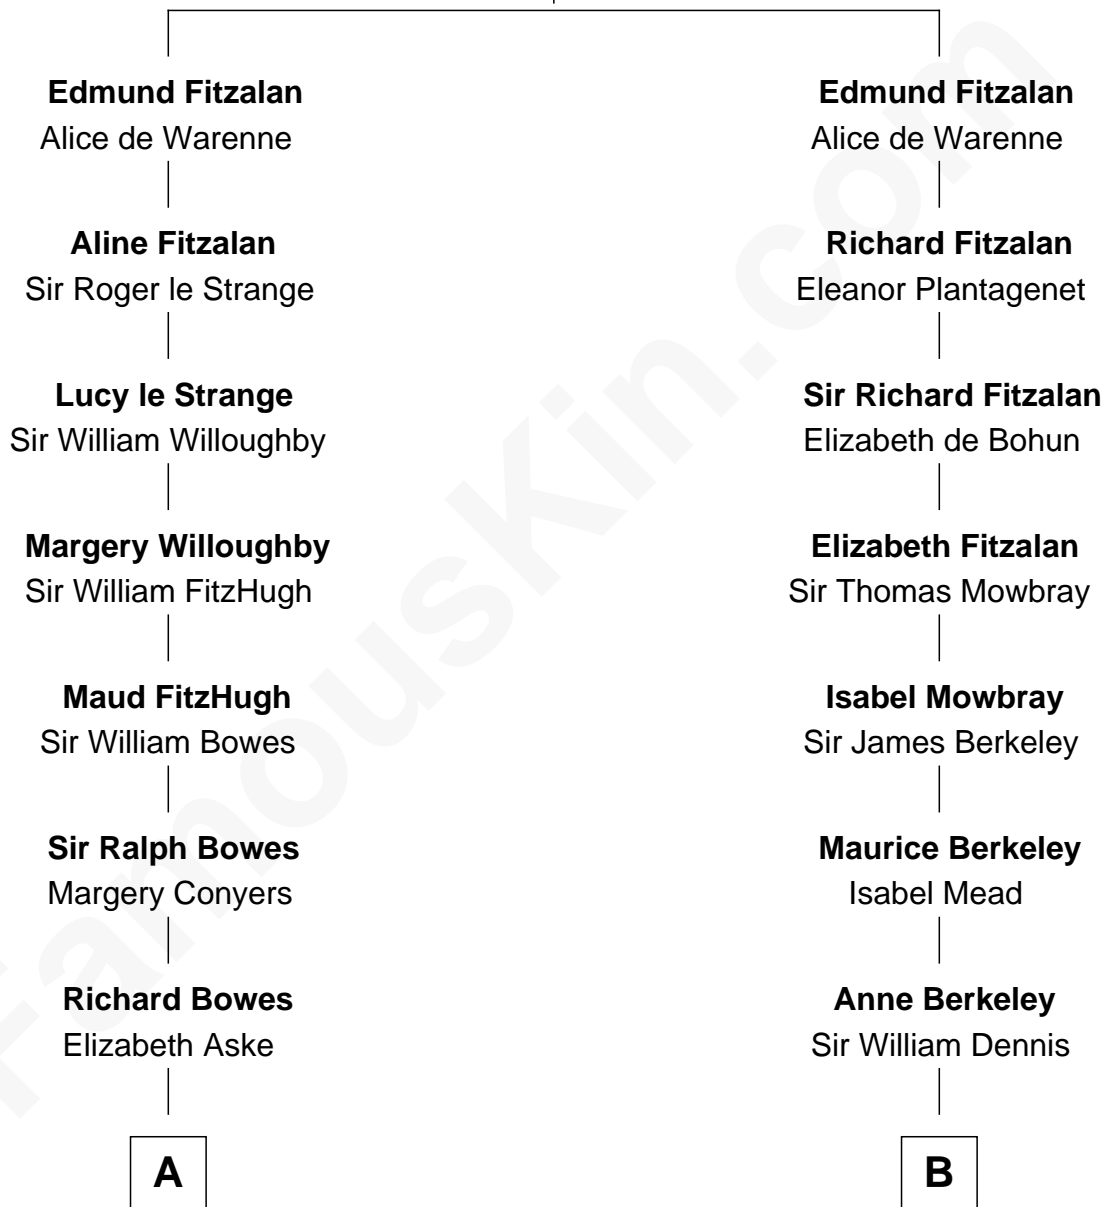 Edmund Fitzalan
Alice de Warenne
Aline Fitzalan
Sir Roger le Strange
Lucy le Strange
Sir William Willoughby
Margery Willoughby
Sir William FitzHugh
Maud FitzHugh
Sir William Bowes
Sir Ralph Bowes
Margery Conyers
Richard Bowes
Elizabeth Aske
A
Edmund Fitzalan
Alice de Warenne
Richard Fitzalan
Eleanor Plantagenet
Sir Richard Fitzalan
Elizabeth de Bohun
Elizabeth Fitzalan
Sir Thomas Mowbray
Isabel Mowbray
Sir James Berkeley
Maurice Berkeley
Isabel Mead
Anne Berkeley
Sir William Dennis
B
FamousKin.com